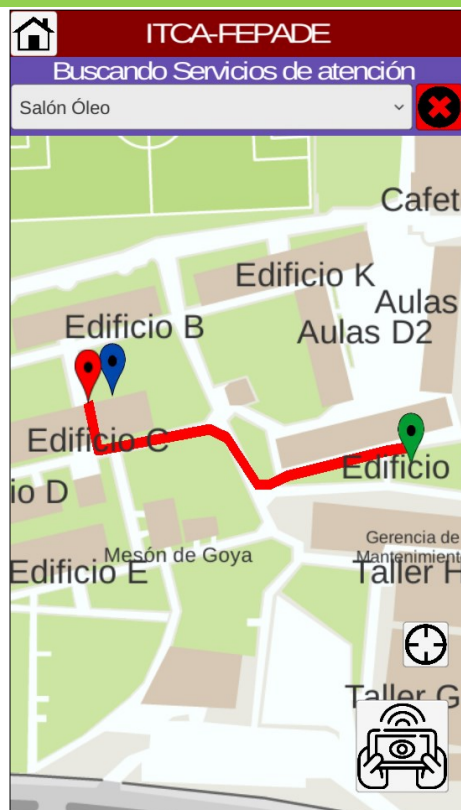 ITCA-FEPADE
Buscando Servicios de atención
Salón Óleo
Cafet
Edificio K
Aulas
Edificio B
Aulas D2
Edificio C
Edificio
io D
Gerencia de
Mesón de Goya
Mantenimient
Edificio E
Taller H
Taller G